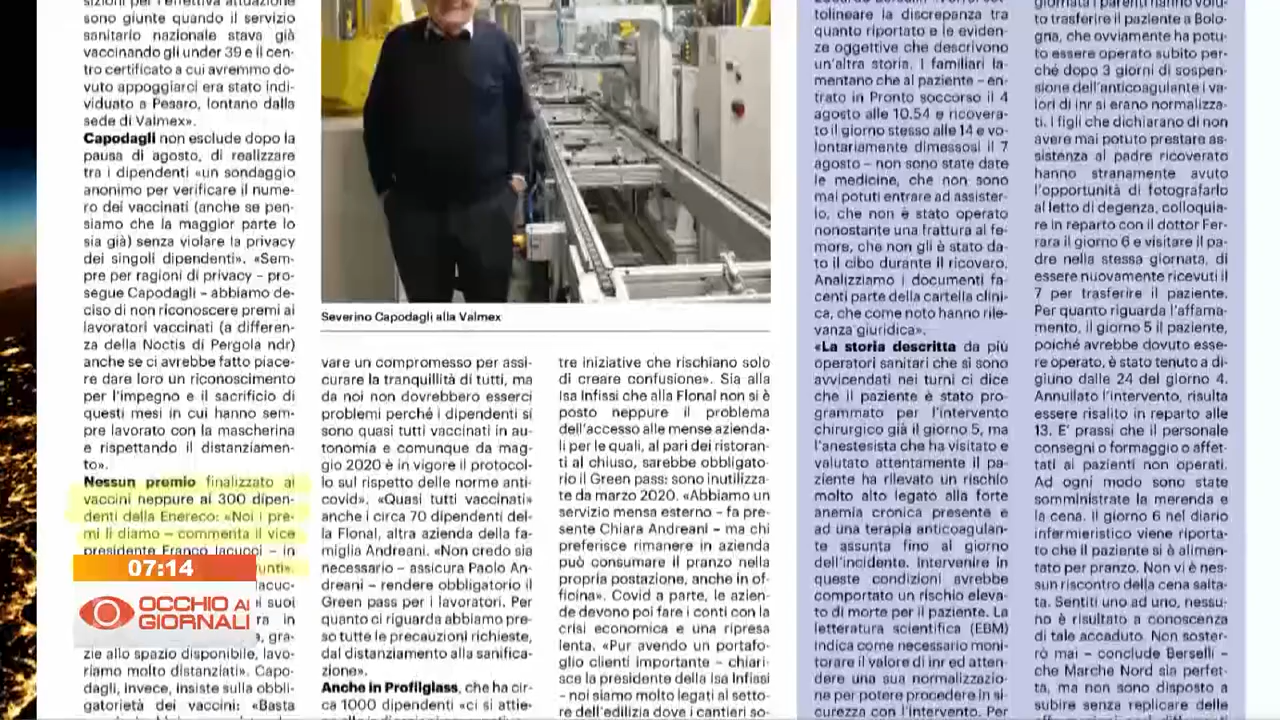 sizioni per l'effettiva attuazione
sono giunte quando il servizio
sanitario nazionale stava già
vaccinando gli under 39 e il cen-
tro certificato a cui avremmo do-
vuto appoggiarci era stato indi-
viduato a Pesaro, lontano dalla
sede di Valmex».
Capodagli non esclude dopo la
pausa di agosto, di realizzare
tra i dipendenti «un sondaggio
anonimo per verificare il nume-
ro dei vaccinati (anche se pen-
siamo che la maggior parte lo
sia già) senza violare la privacy
dei singoli dipendenti». «Sem-
pre per ragioni di privacy – pro-
segue Capodagli – abbiamo de-
ciso di non riconoscere premi ai
lavoratori vaccinati (a differen-
za della Noctis di Pergola ndr)
anche se ci avrebbe fatto piace-
re dare loro un riconoscimento
per l'impegno e il sacrificio di
questi mesi in cui hanno sem-
pre lavorato con la mascherina
e rispettando il distanziamen-
to».
Nessun premio finalizzato ai
vaccini neppure ai 300 dipen-
denti della Enereco: «Noi i pre-
mi li diamo – commenta il vice
presidente Franco Iacucci – in
unti».
Iacuc-
i suoi
ra in
a, gra-
zie allo spazio disponibile, lavo-
riamo molto distanziati». Capo-
dagli, invece, insiste sulla obbli-
gatorietà dei vaccini: «Basta
07:14
OCCHIO AI
GIORNALI
Severino Capodagli alla Valmex
vare un compromesso per assi-
curare la tranquillità di tutti, ma
da noi non dovrebbero esserci
problemi perché i dipendenti si
sono quasi tutti vaccinati in au-
tonomia e comunque da mag-
gio 2020 è in vigore il protocol-
lo sul rispetto delle norme anti-
covid». «Quasi tutti vaccinati»
anche i circa 70 dipendenti del-
la Flonal, altra azienda della fa-
miglia Andreani. «Non credo sia
necessario – assicura Paolo An-
dreani – rendere obbligatorio il
Green pass per i lavoratori. Per
quanto ci riguarda abbiamo pre-
so tutte le precauzioni richieste,
dal distanziamento alla sanifica-
zione».
Anche in Profilglass, che ha cir-
ca 1000 dipendenti «ci si attie-
tre iniziative che rischiano solo
di creare confusione». Sia alla
Isa Infissi che alla Flonal non si è
posto neppure il problema
dell'accesso alle mense azienda-
li per le quali, al pari dei ristoran-
ti al chiuso, sarebbe obbligato-
rio il Green pass: sono inutilizza-
te da marzo 2020. «Abbiamo un
servizio mensa esterno – fa pre-
sente Chiara Andreani – ma chi
preferisce rimanere in azienda
può consumare il pranzo nella
propria postazione, anche in of-
ficina». Covid a parte, le azien-
de devono poi fare i conti con la
crisi economica e una ripresa
lenta. «Pur avendo un portafo-
glio clienti importante – chiari-
sce la presidente della Isa Infissi
– noi siamo molto legati al setto-
re dell'edilizia dove i cantieri so-
tolineare la discrepanza tra
quanto riportato e le eviden-
ze oggettive che descrivono
un'altra storia. I familiari la-
mentano che al paziente – en-
trato in Pronto soccorso il 4
agosto alle 10.54 e ricovera-
to il giorno stesso alle 14 e vo-
lontariamente dimessosi il 7
agosto – non sono state date
le medicine, che non sono
mai potuti entrare ad assister-
lo, che non è stato operato
nonostante una frattura al fe-
more, che non gli è stato da-
to il cibo durante il ricovero.
Analizziamo i documenti fa-
centi parte della cartella clini-
ca, che come noto hanno rile-
vanza giuridica».
«La storia descritta da più
operatori sanitari che si sono
avvicendati nei turni ci dice
che il paziente è stato pro-
grammato per l'intervento
chirurgico già il giorno 5, ma
l'anestesista che ha visitato e
valutato attentamente il pa-
ziente ha rilevato un rischio
molto alto legato alla forte
anemia cronica presente e
ad una terapia anticoagulan-
te assunta fino al giorno
dell'incidente. Intervenire in
queste condizioni avrebbe
comportato un rischio eleva-
to di morte per il paziente. La
letteratura scientifica (EBM)
indica come necessario moni-
torare il valore di inr ed atten-
dere una sua normalizzazio-
ne per potere procedere in si-
curezza con l'intervento. Per
giornata i parenti hanno volu-
to trasferire il paziente a Bolo-
gna, che ovviamente ha potu-
to essere operato subito per-
ché dopo 3 giorni di sospen-
sione dell'anticoagulante i va-
lori di inr si erano normalizza-
ti. I figli che dichiarano di non
avere mai potuto prestare as-
sistenza al padre ricoverato
hanno stranamente avuto
l'opportunità di fotografarlo
al letto di degenza, colloquia-
re in reparto con il dottor Fer-
rara il giorno 6 e visitare il pa-
dre nella stessa giornata, di
essere nuovamente ricevuti il
7 per trasferire il paziente.
Per quanto riguarda l'affama-
mento, il giorno 5 il paziente,
poiché avrebbe dovuto esse-
re operato, è stato tenuto a di-
giuno dalle 24 del giorno 4.
Annullato l'intervento, risulta
essere risalito in reparto alle
13. E' prassi che il personale
consegni o formaggio o affet-
tati ai pazienti non operati.
Ad ogni modo sono state
somministrate la merenda e
la cena. Il giorno 6 nel diario
infermieristico viene riporta-
to che il paziente si è alimen-
tato per pranzo. Non vi è nes-
sun riscontro della cena salta-
ta. Sentiti uno ad uno, nessu-
no è risultato a conoscenza
di tale accaduto. Non soster-
rò mai – conclude Berselli –
che Marche Nord sia perfet-
ta, ma non sono disposto a
subire senza replicare delle